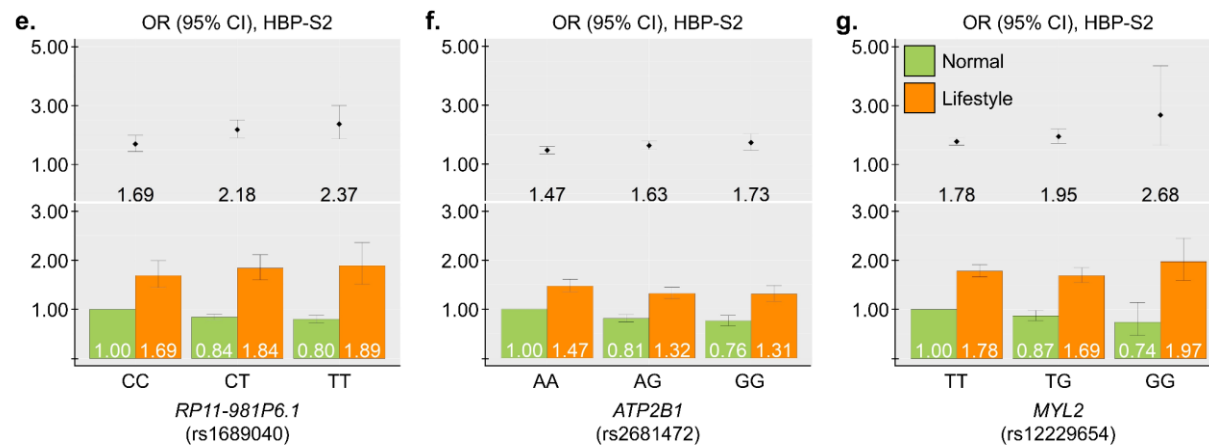 e. OR (95% CI), HBP-S2
5.00
3.00
1.00
1.69 2.18 2.37
3.00
2.00
1.00
1.00 1.69 0.84 1.84 0.80 1.89
CC CT TT
RP11-981P6.1
(rs1689040)
f. OR (95% CI), HBP-S2
5.00
3.00
1.00
1.47 1.63 1.73
3.00
2.00
1.00
1.00 1.47 0.81 1.32 0.76 1.31
AA AG GG
ATP2B1
(rs2681472)
g. OR (95% CI), HBP-S2
5.00
Normal
Lifestyle
3.00
1.00
1.78 1.95 2.68
3.00
2.00
1.00
1.00 1.78 0.87 1.69 0.74 1.97
TT TG GG
MYL2
(rs12229654)